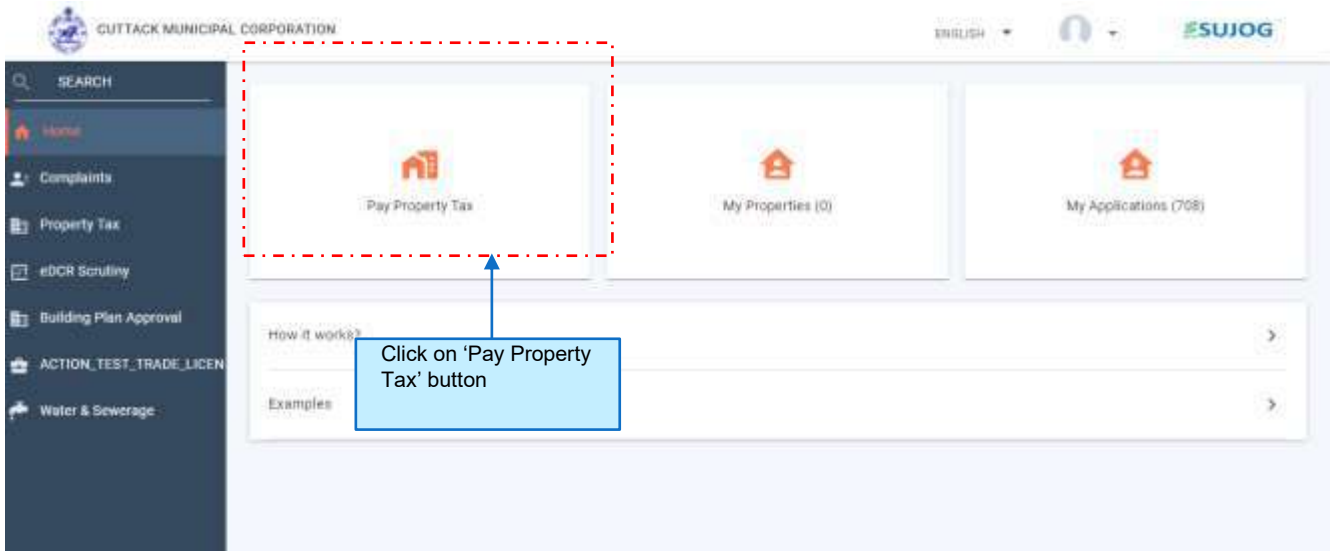 CUTTACK MUNICIPAL CORPORATION
ENGLISH
SUJOG
SEARCH
Home
Complaints
Property Tax
eDCR Scrutiny
Building Plan Approval
ACTION_TEST_TRADE_LICEN
Water & Sewerage
Pay Property Tax
My Properties (0)
My Applications (708)
How it works?
Examples
Click on ‘Pay Property
Tax’ button